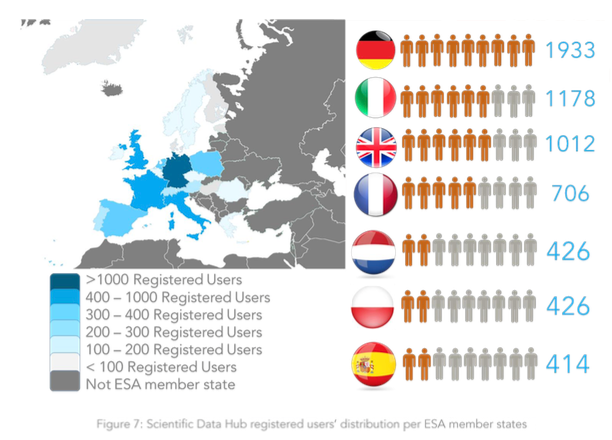 1933
1178
1012
706
426
426
414
>1000 Registered Users
400 – 1000 Registered Users
300 – 400 Registered Users
200 – 300 Registered Users
100 – 200 Registered Users
< 100 Registered Users
Not ESA member state
Figure 7: Scientific Data Hub registered users' distribution per ESA member states